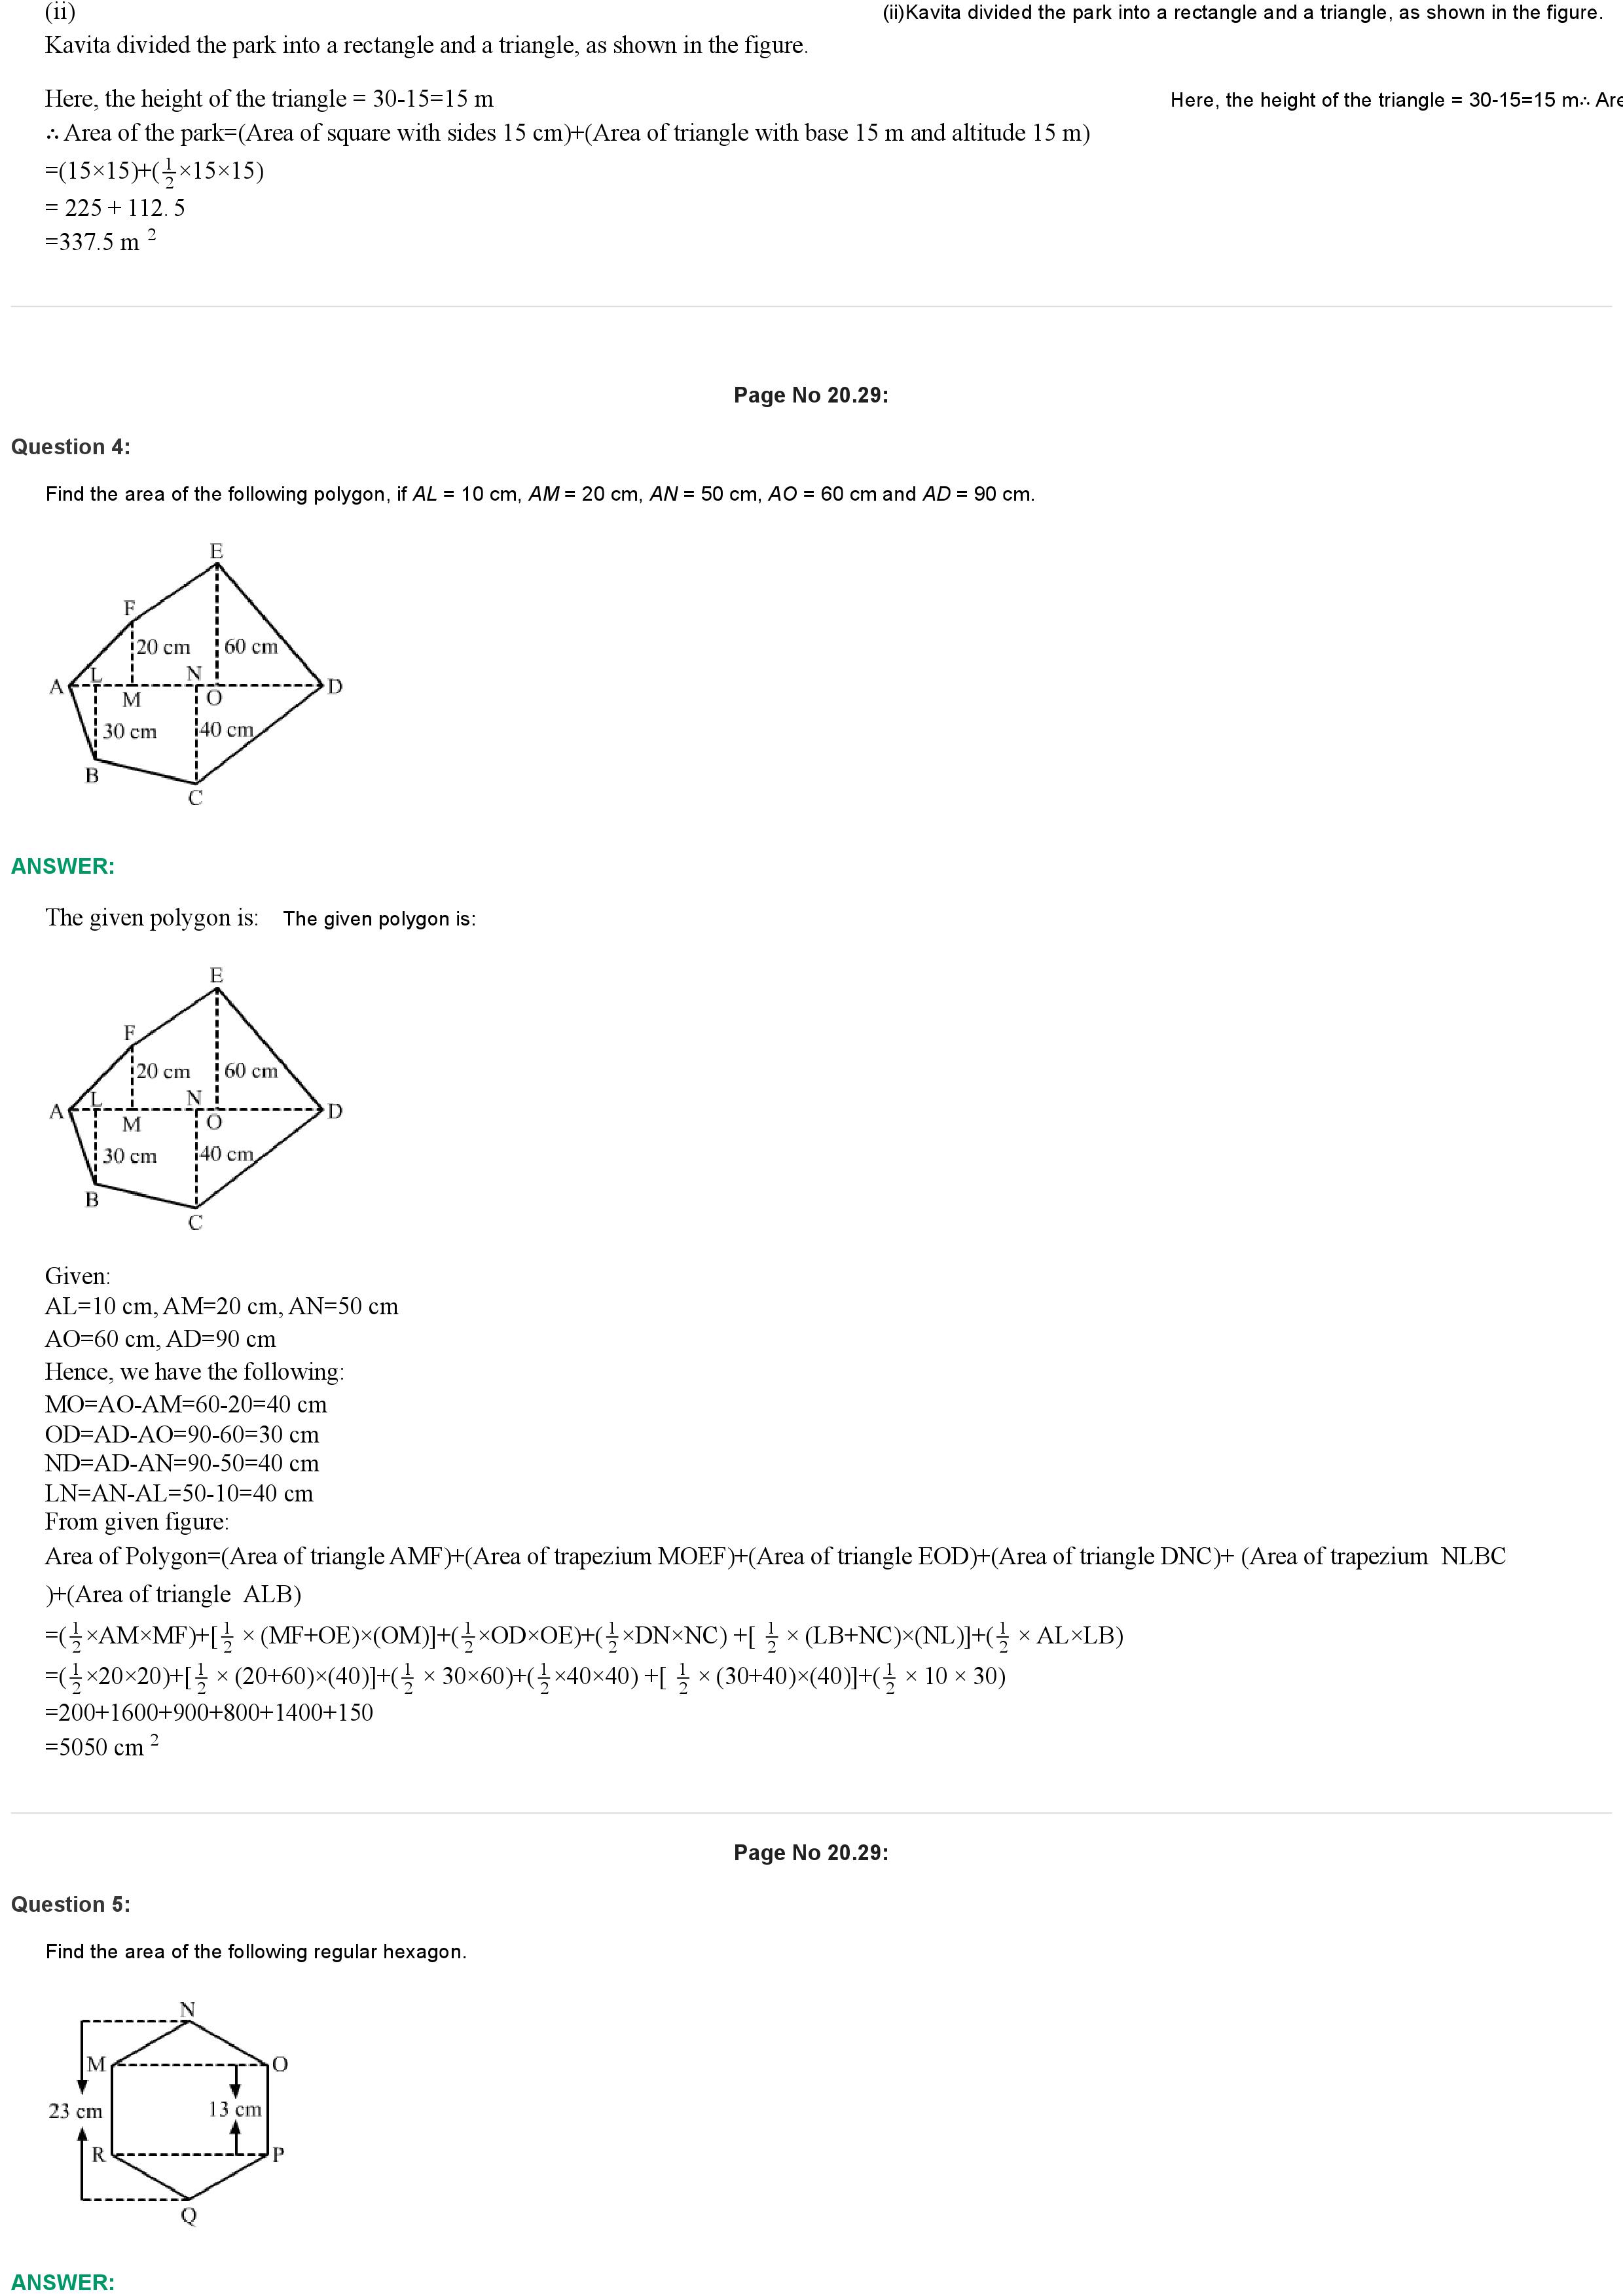 (ii)
(ii)Kavita divided the park into a rectangle and a triangle, as shown in the figure.
Kavita divided the park into a rectangle and a triangle, as shown in the figure.
Here, the height of the triangle = 30-15=15 m
Here, the height of the triangle = 30-15=15 m∴ Are
∴ Area of the park=(Area of square with sides 15 cm)+(Area of triangle with base 15 m and altitude 15 m)
=(15×15)+(1/2×15×15)
= 225 + 112. 5
=337.5 m 2
Page No 20.29:
Question 4:
Find the area of the following polygon, if AL = 10 cm, AM = 20 cm, AN = 50 cm, AO = 60 cm and AD = 90 cm.
E
F
20 cm 60 cm
A L N D
M O
30 cm 40 cm
B
C
ANSWER:
The given polygon is: The given polygon is:
E
F
20 cm 60 cm
A L N D
M O
30 cm 40 cm
B
C
Given:
AL=10 cm, AM=20 cm, AN=50 cm
AO=60 cm, AD=90 cm
Hence, we have the following:
MO=AO-AM=60-20=40 cm
OD=AD-AO=90-60=30 cm
ND=AD-AN=90-50=40 cm
LN=AN-AL=50-10=40 cm
From given figure:
Area of Polygon=(Area of triangle AMF)+(Area of trapezium MOEF)+(Area of triangle EOD)+(Area of triangle DNC)+ (Area of trapezium NLBC
)+(Area of triangle ALB)
=(1/2×AM×MF)+[1/2 × (MF+OE)×(OM)]+(1/2×OD×OE)+(1/2×DN×NC) +[ 1/2 × (LB+NC)×(NL)]+(1/2 × AL×LB)
=(1/2×20×20)+[1/2 × (20+60)×(40)]+(1/2 × 30×60)+(1/2×40×40) +[ 1/2 × (30+40)×(40)]+(1/2 × 10 × 30)
=200+1600+900+800+1400+150
=5050 cm 2
Page No 20.29:
Question 5:
Find the area of the following regular hexagon.
N
M O
23 cm 13 cm
R P
Q
ANSWER: